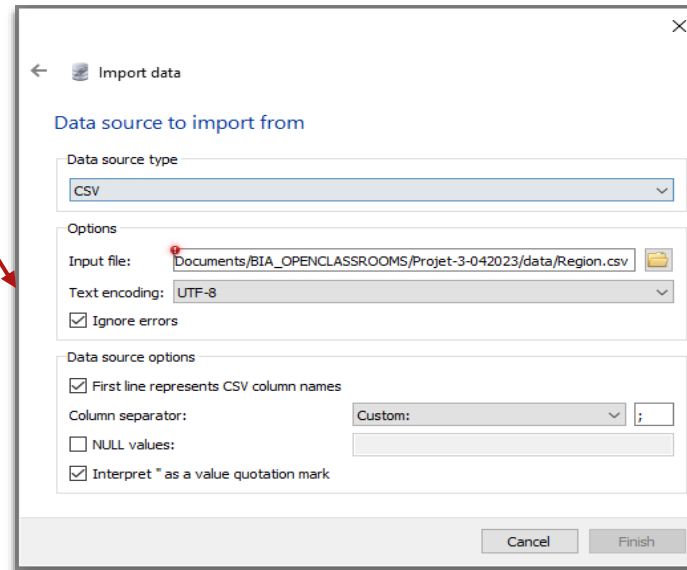 Import data
Data source to import from
Data source type
CSV
Options
Input file: Documents/BIA_OPENCLASSROOMS/Projet-3-042023/data/Region.csv
Text encoding: UTF-8
Ignore errors
Data source options
First line represents CSV column names
Column separator: Custom: ;
NULL values:
Interpret " as a value quotation mark
Cancel Finish